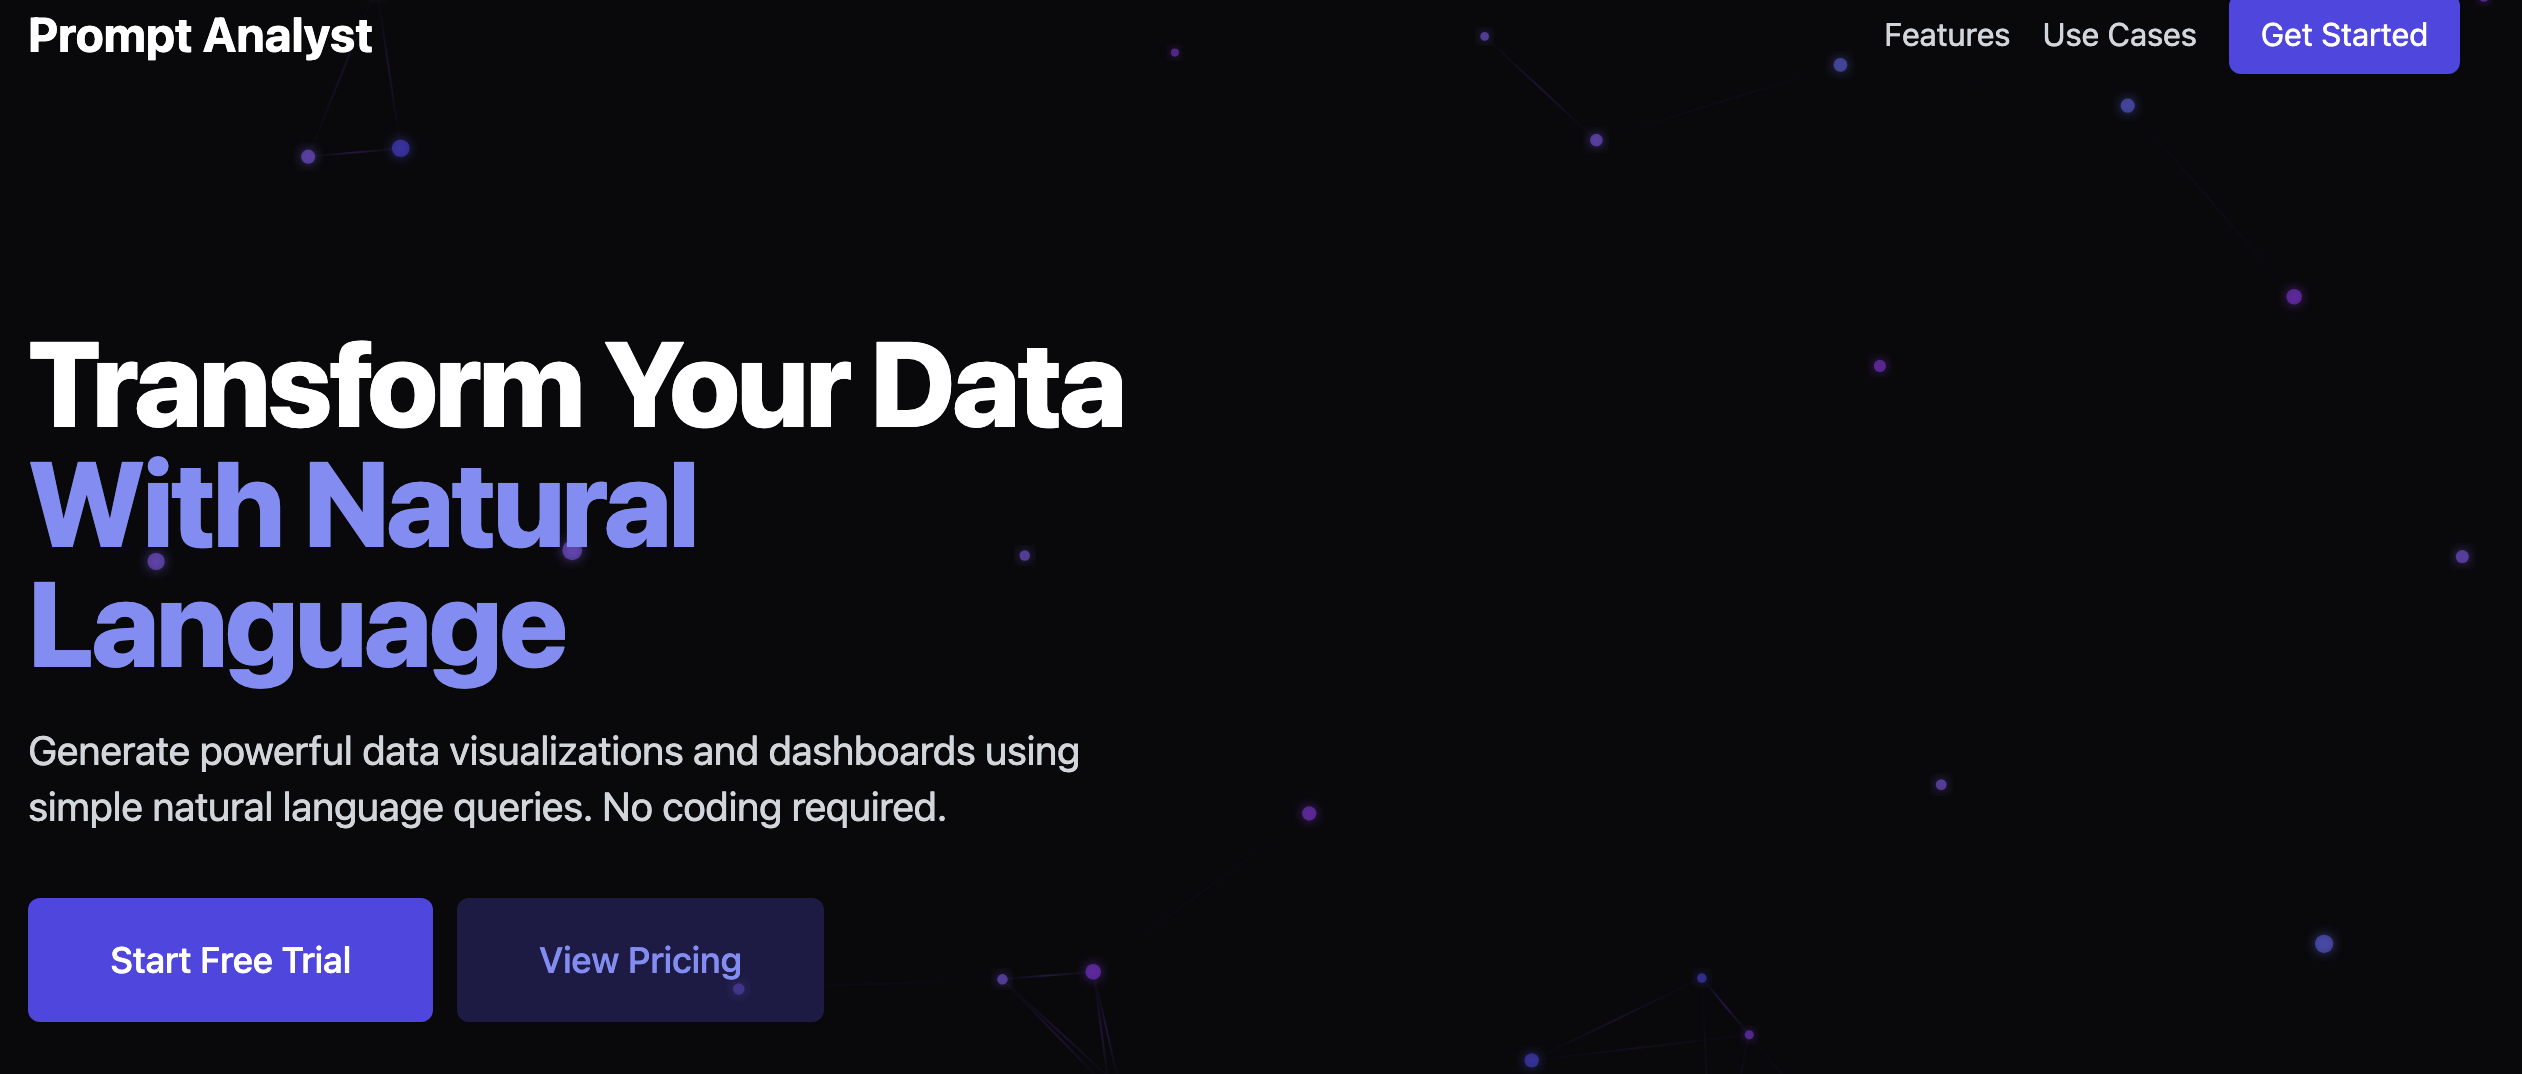 Prompt Analyst
Features
Use Cases
Get Started
Transform Your Data
With Natural
Language
Generate powerful data visualizations and dashboards using
simple natural language queries. No coding required.
Start Free Trial
View Pricing